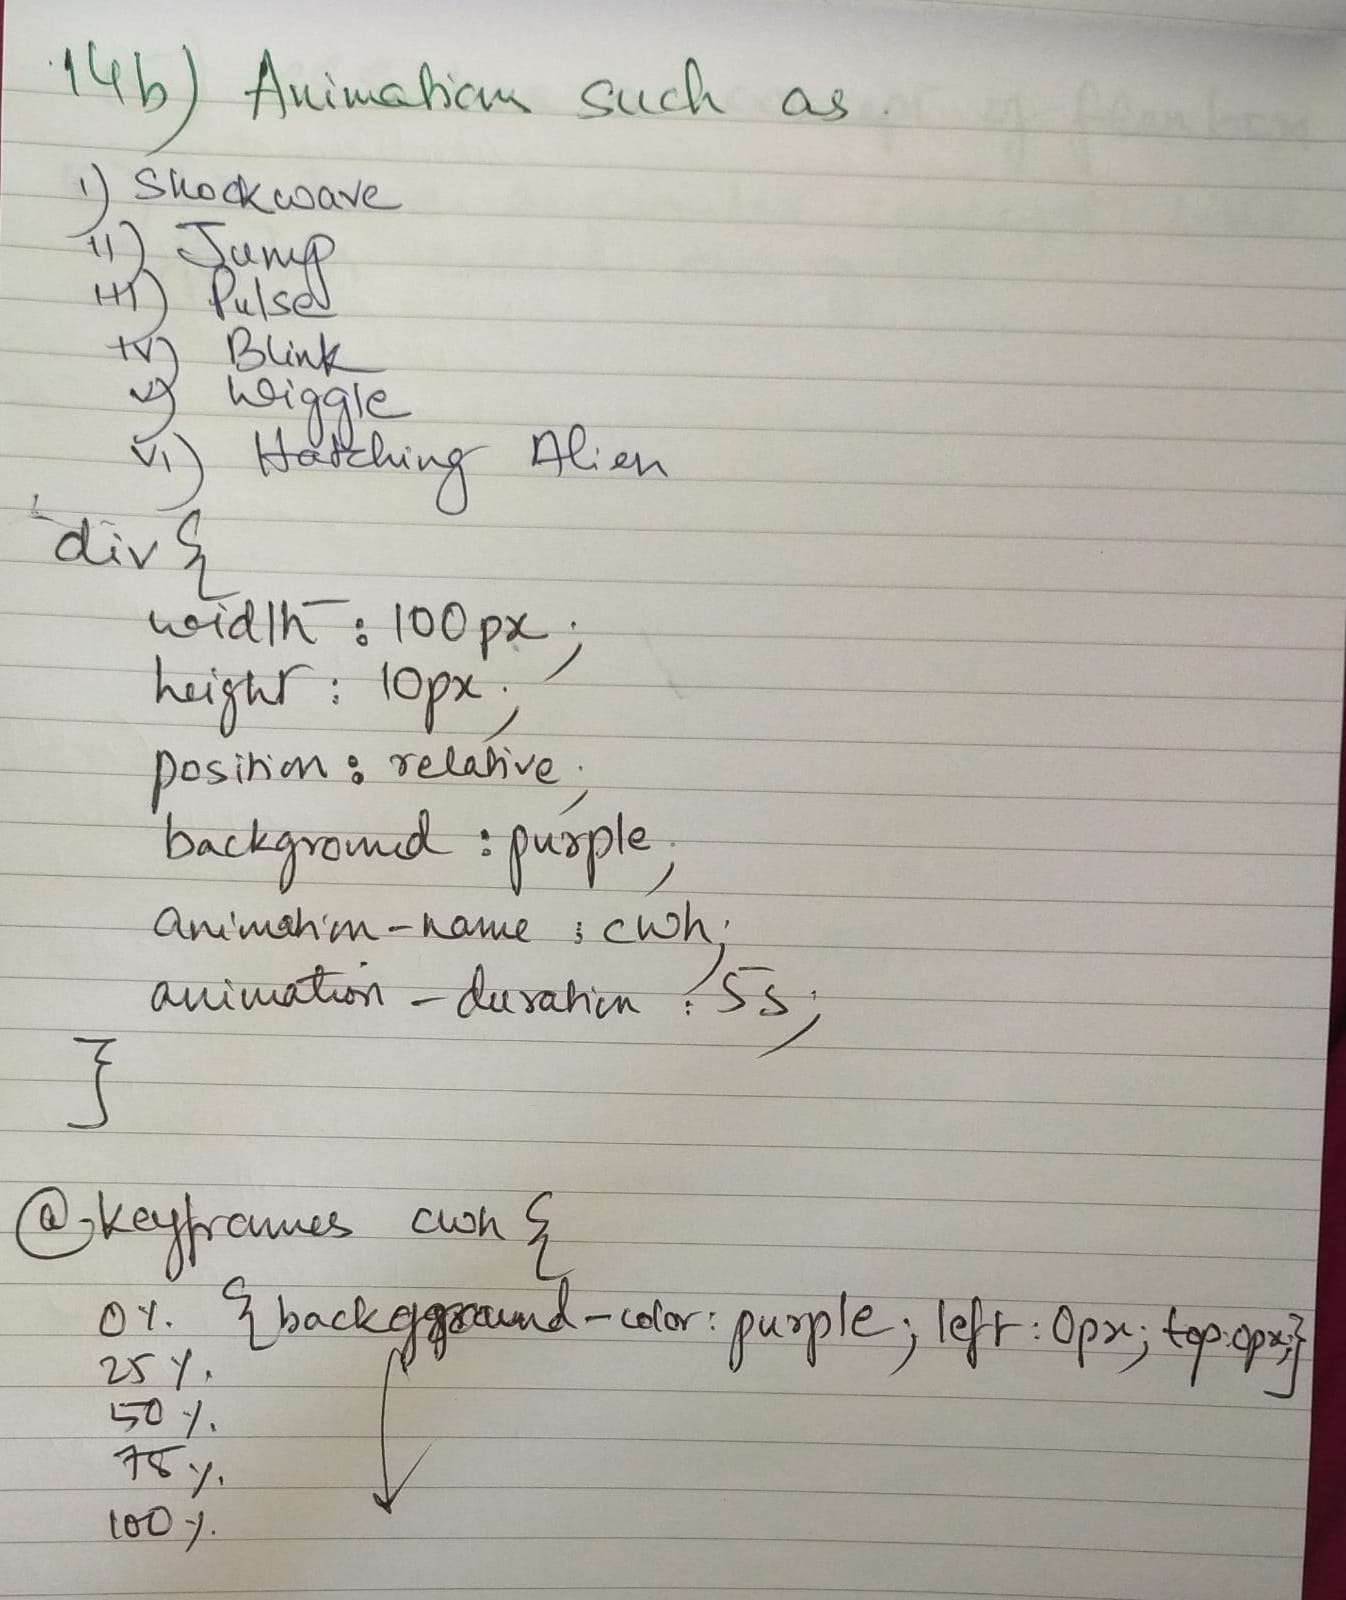 14b) Animations such as
i) Shockwave
ii) Jump
iii) Pulse
iv) Blink
v) Wiggle
vi) Hatching Alien
div {
width : 100px ;
height : 10px ;
position : relative ;
background : purple ;
animation-name : cwh ;
animation-duration : 5s ;
}
@keyframes cwh {
0% {background-color: purple; left: 0px; top: 0px;}
25%
50%
75%
100%